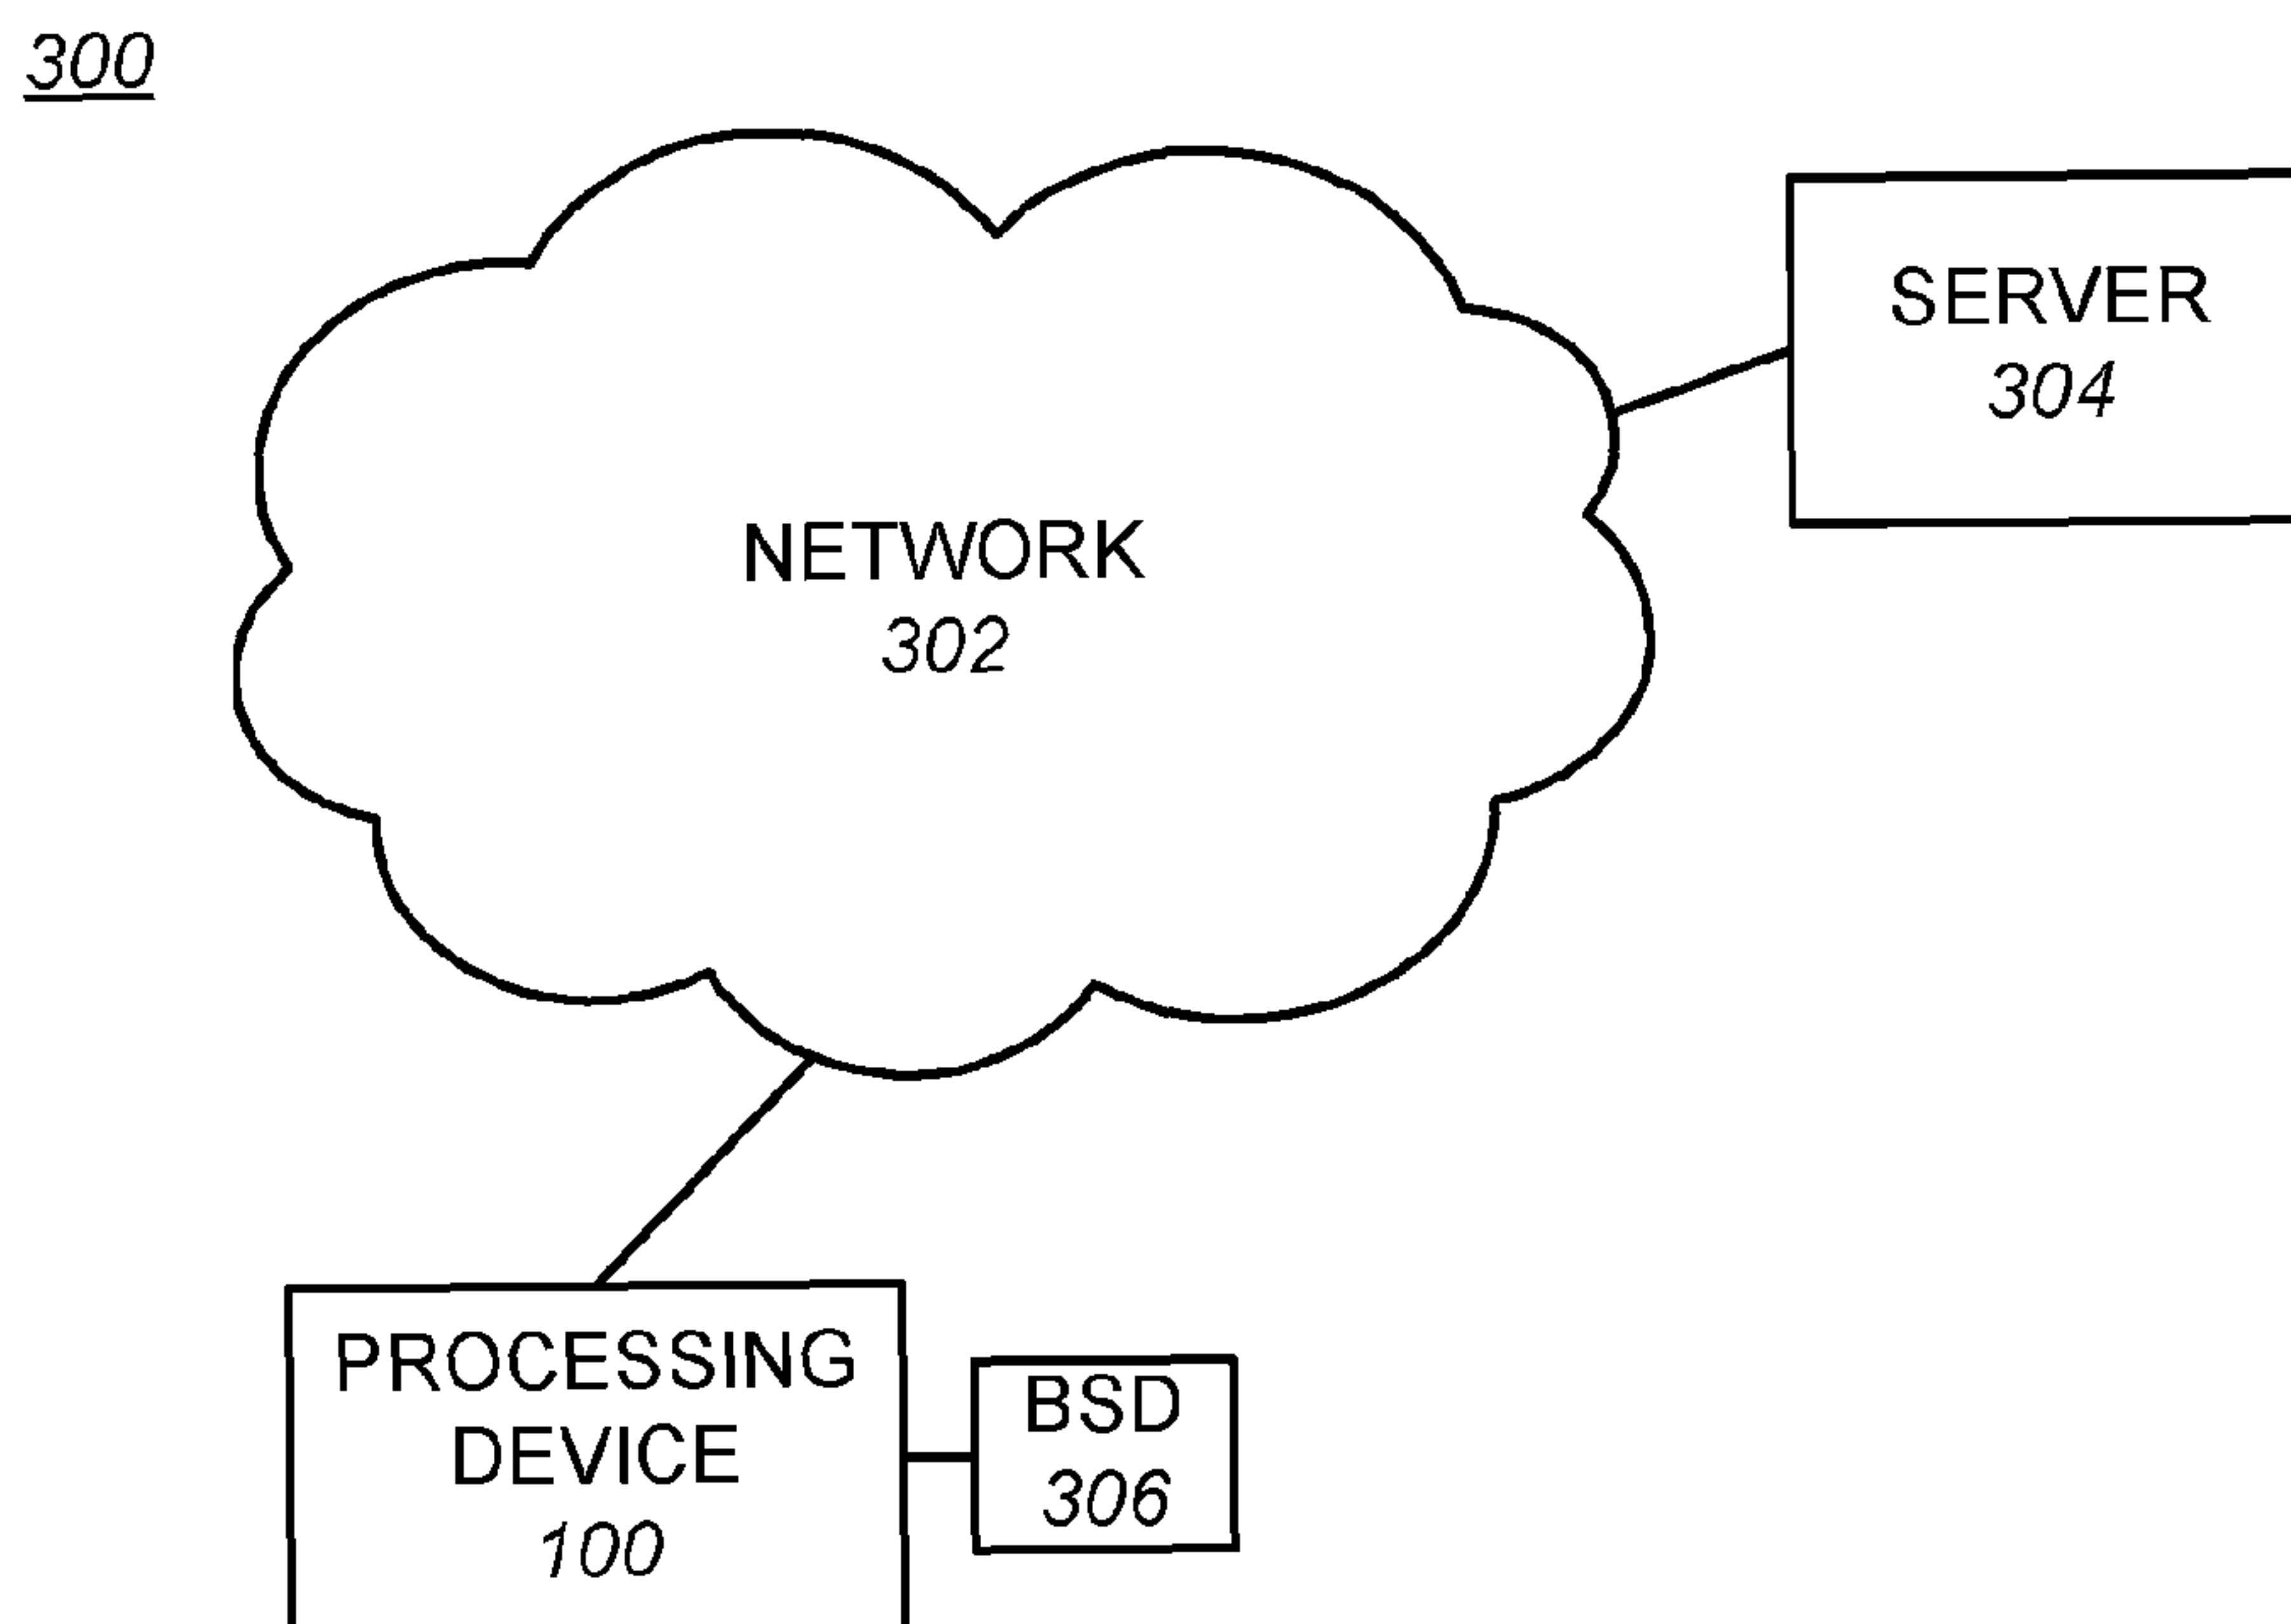 300
SERVER
304
NETWORK
302
PROCESSING
DEVICE
100
BSD
306